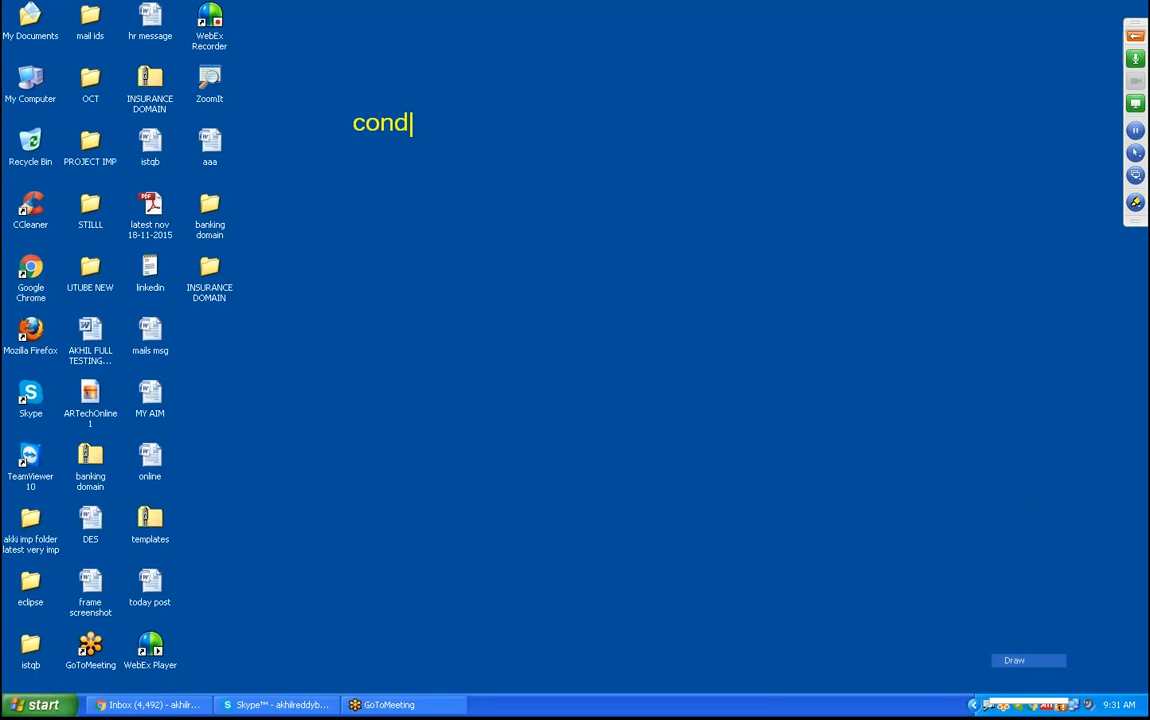 My Documents
mail ids
hr message
WebEx
Recorder
My Computer
OCT
INSURANCE
DOMAIN
ZoomIt
cond
Recycle Bin
PROJECT IMP
istqb
aaa
CCleaner
STILLL
PDF
latest nov
18-11-2015
banking
domain
Google
Chrome
UTUBE NEW
linkedin
INSURANCE
DOMAIN
Mozilla Firefox
AKHIL FULL
TESTING...
mails msg
Skype
ARTechOnline
1
MY AIM
TeamViewer
10
banking
domain
online
akki imp folder
latest very imp
DES
templates
eclipse
frame
screenshot
today post
istqb
GoToMeeting
WebEx Player
Draw
start
Inbox (4,492) - akhilr...
Skype™ - akhilreddyb...
GoToMeeting
9:31 AM